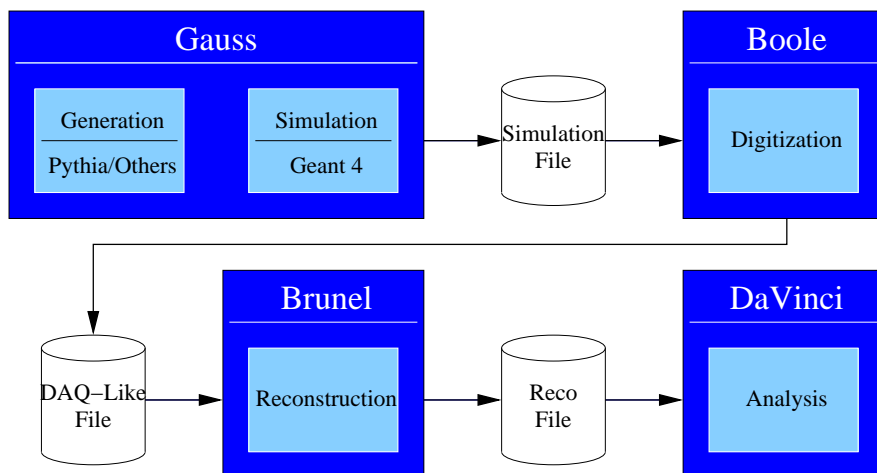 Gauss
Generation
Pythia/Others
Simulation
Geant 4
Simulation
File
Boole
Digitization
DAQ−Like
File
Brunel
Reconstruction
Reco
File
DaVinci
Analysis